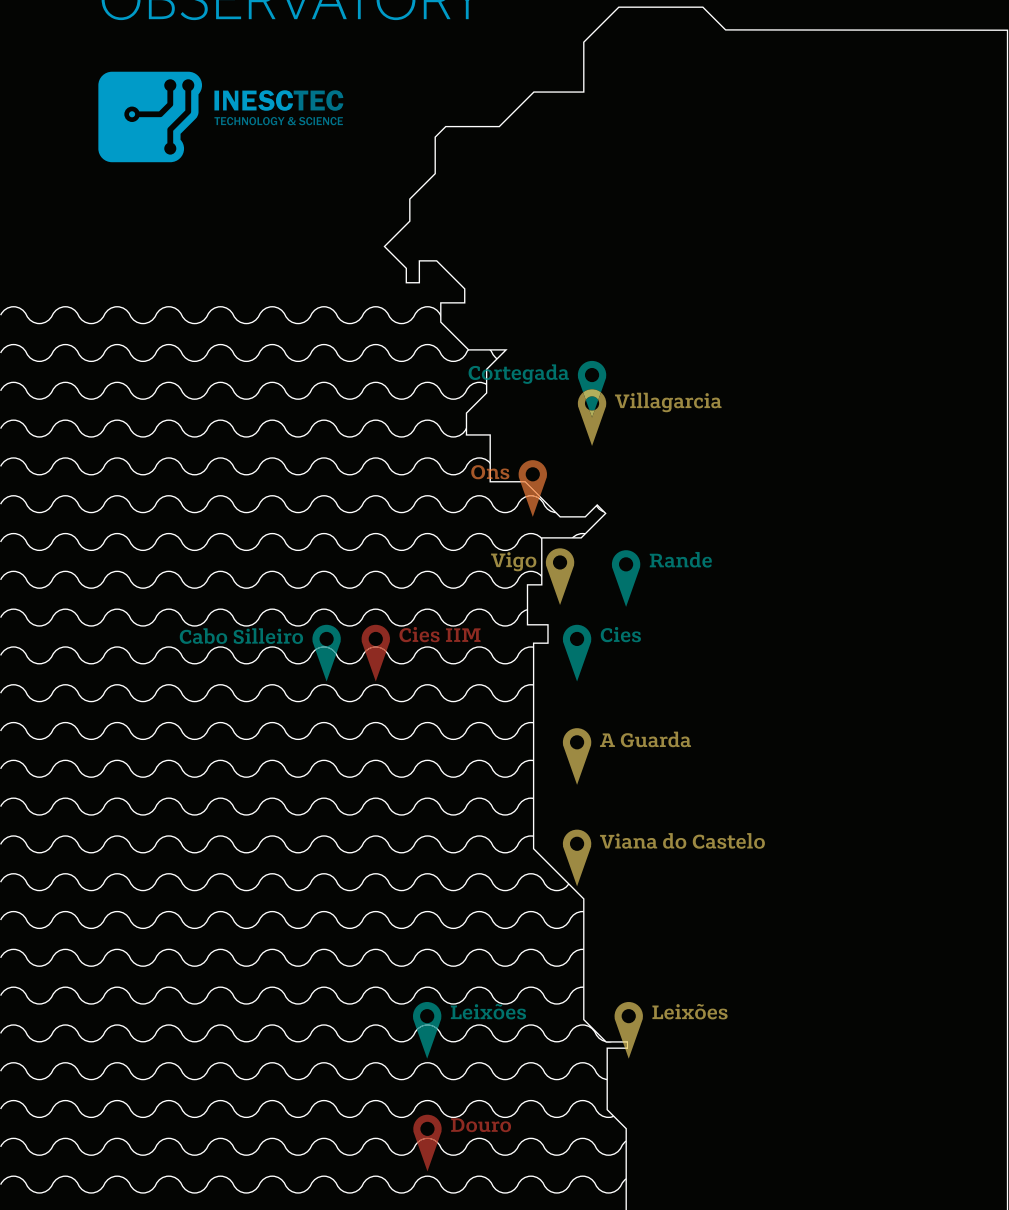 OBSERVATORY
INESCTEC
TECHNOLOGY & SCIENCE
Cortegada
Villagarcia
Ons
Vigo
Rande
Cabo Silleiro
Cies IIM
Cies
A Guarda
Viana do Castelo
Leixões
Leixões
Douro